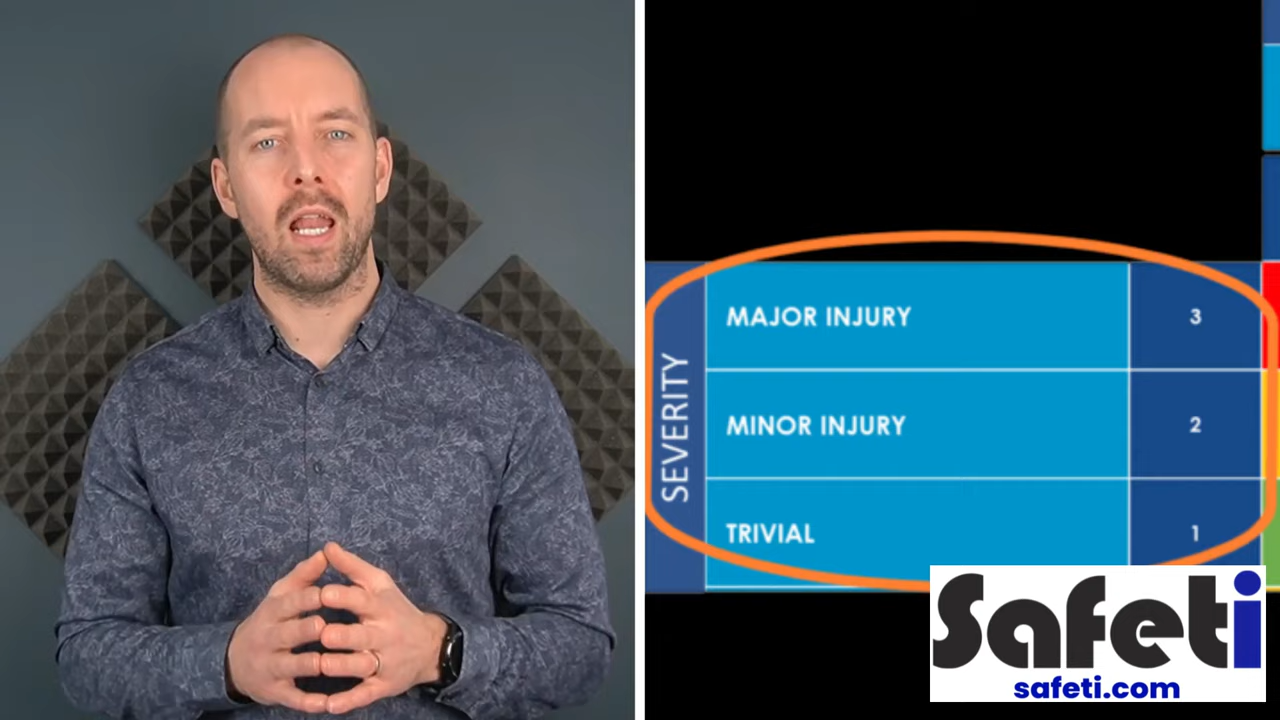 SEVERITY
MAJOR INJURY 3
MINOR INJURY 2
TRIVIAL 1
Safeti
safeti.com